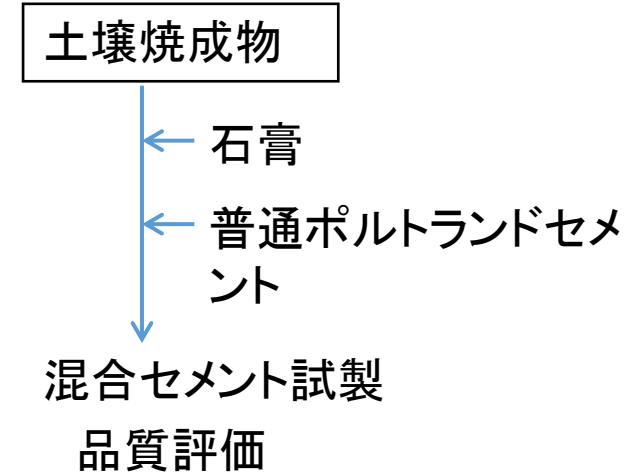 土壌焼成物
石膏
普通ポルトランドセメ
ント
混合セメント試製
品質評価